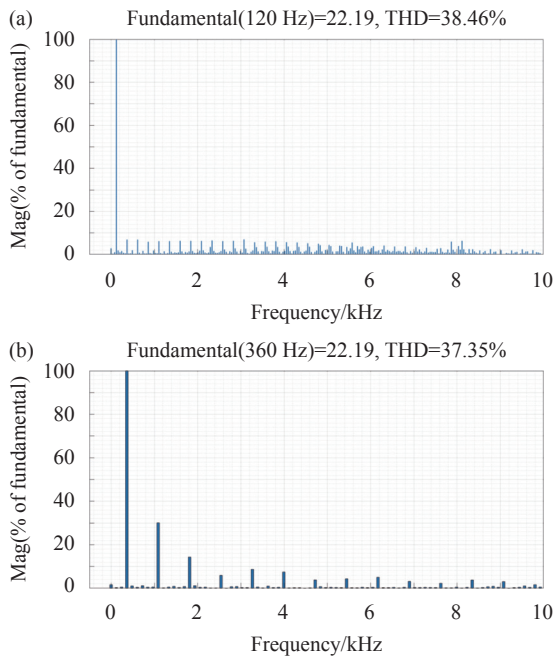 (a) Fundamental(120 Hz)=22.19, THD=38.46%
100
80
60
40
20
0
Mag(% of fundamental)
0 2 4 6 8 10
Frequency/kHz
(b) Fundamental(360 Hz)=22.19, THD=37.35%
100
80
60
40
20
0
Mag(% of fundamental)
0 2 4 6 8 10
Frequency/kHz